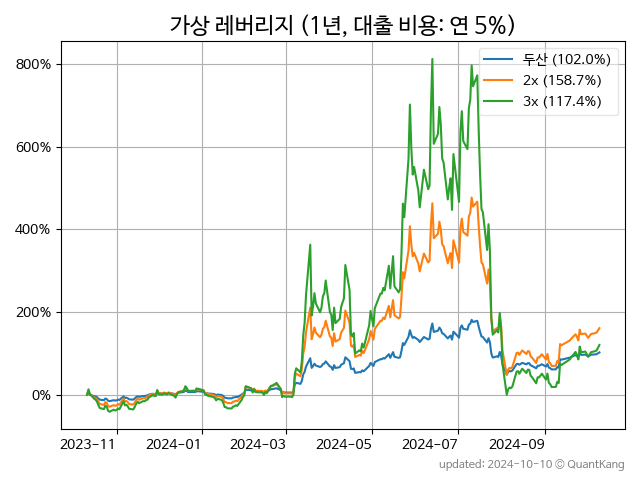 가상 레버리지 (1년, 대출 비용: 연 5%)
두산 (102.0%)
2x (158.7%)
3x (117.4%)
800%
600%
400%
200%
0%
2023-11 2024-01 2024-03 2024-05 2024-07 2024-09
updated: 2024-10-10 © QuantKang